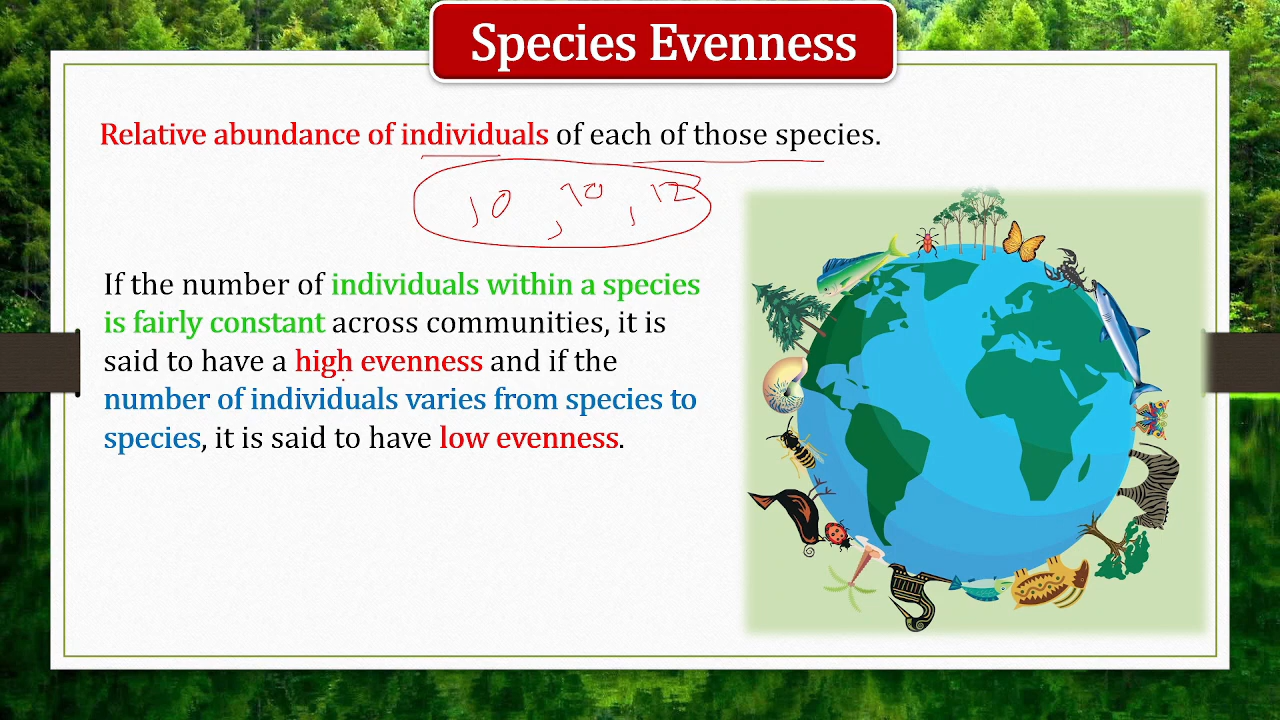 Species Evenness
Relative abundance of individuals of each of those species.
10, 10, 12
If the number of individuals within a species
is fairly constant across communities, it is
said to have a high evenness and if the
number of individuals varies from species to
species, it is said to have low evenness.